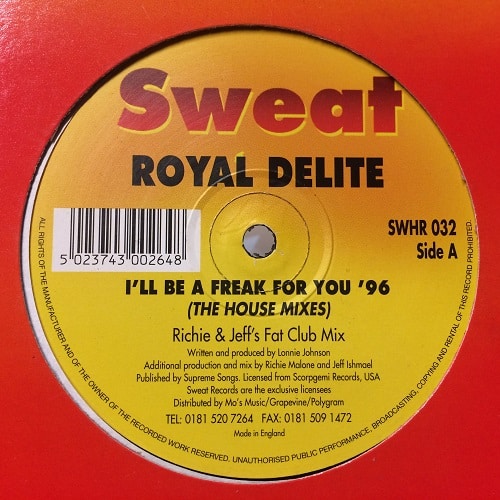 Sweat
ROYAL DELITE
SWHR 032
Side A
5 023743 002648
I'LL BE A FREAK FOR YOU '96
(THE HOUSE MIXES)
Richie & Jeff's Fat Club Mix
Written and produced by Lonnie Johnson
Additional production and mix by Richie Malone and Jeff Ishmael
Published by Supreme Songs. Licensed from Scorpgemi Records, USA
Sweat Records are the exclusive licensees
Distributed by Mo's Music/Grapevine/Polygram
TEL: 0181 520 7264 FAX: 0181 509 1472
Made in England
ALL RIGHTS OF THE MANUFACTURER AND OF THE OWNER OF THE RECORDED WORK RESERVED. UNAUTHORISED PUBLIC PERFORMANCE, BROADCASTING, COPYING AND RENTAL OF THIS RECORD PROHIBITED.